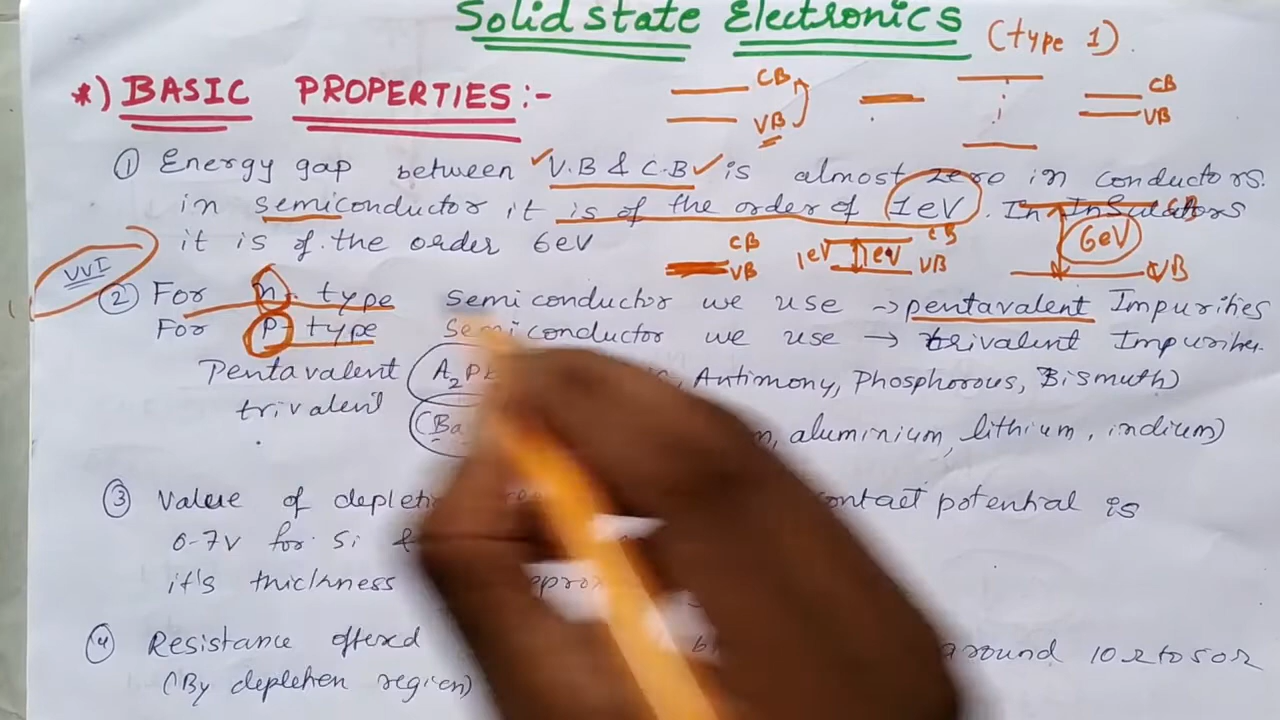 Solid state Electronics (type 1).
*) BASIC PROPERTIES:-
CB
VB
CB
VB
① Energy gap between V.B & C.B is almost zero in conductors.
in semiconductor it is of the order of 1eV. In Insulators
it is of the order 6eV
CB
VB
1eV
1eV
CB
VB
6eV
VB
VVI
② For n-type semiconductor we use → pentavalent Impurities
For p-type semiconductor we use → trivalent
Pentavalent Antimony, Phosphorous, Bismuth)
trivalent aluminium, lithium, indium)
③ Value of contact potential is
0.7V for Si
it's thickness
④ Resistance offered around 10Ω to 50Ω
(By depletion region)